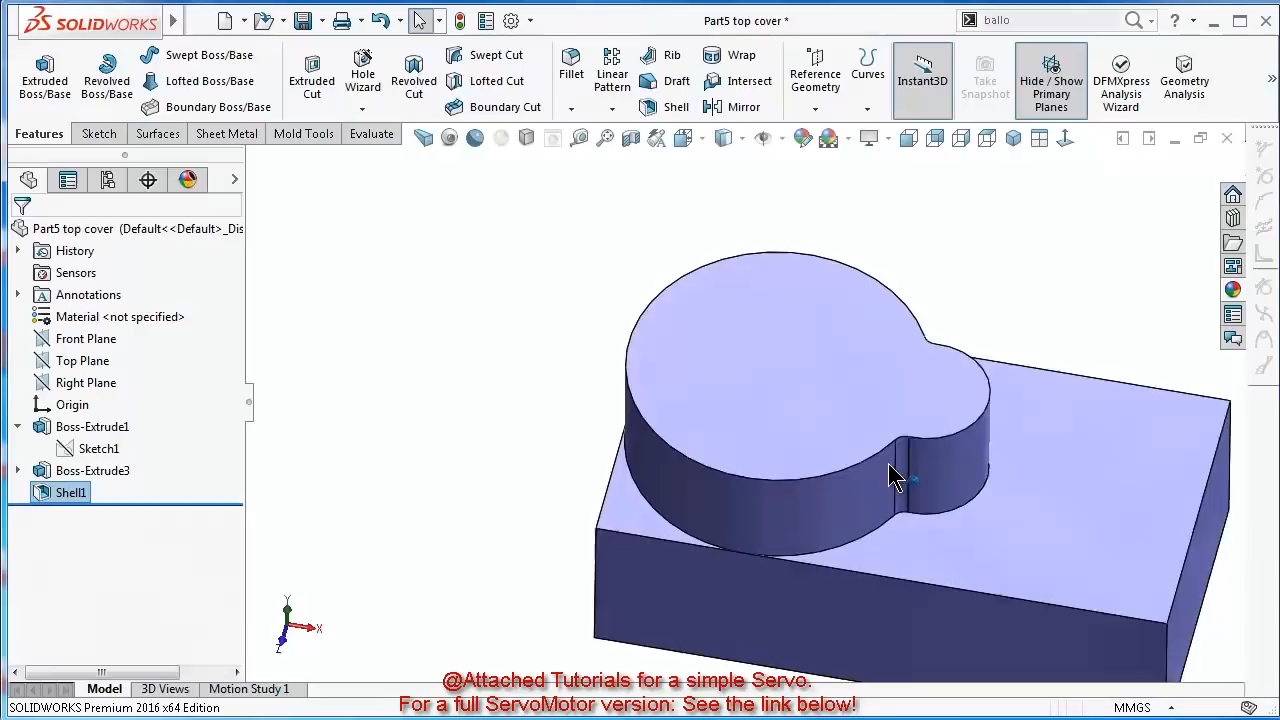 SOLIDWORKS
Part5 top cover *
ballo
Extruded Boss/Base
Revolved Boss/Base
Swept Boss/Base
Lofted Boss/Base
Boundary Boss/Base
Extruded Cut
Hole Wizard
Revolved Cut
Swept Cut
Lofted Cut
Boundary Cut
Fillet
Linear Pattern
Rib
Draft
Shell
Wrap
Intersect
Mirror
Reference Geometry
Curves
Instant3D
Take Snapshot
Hide / Show Primary Planes
DFMXpress Analysis Wizard
Geometry Analysis
Features Sketch Surfaces Sheet Metal Mold Tools Evaluate
Part5 top cover (Default<<Default>_Dis
History
Sensors
Annotations
Material <not specified>
Front Plane
Top Plane
Right Plane
Origin
Boss-Extrude1
Sketch1
Boss-Extrude3
Shell1
Y
X
Z
@Attached Tutorials for a simple Servo.
Model 3D Views Motion Study 1
For a full ServoMotor version: See the link below!
SOLIDWORKS Premium 2016 x64 Edition
MMGS